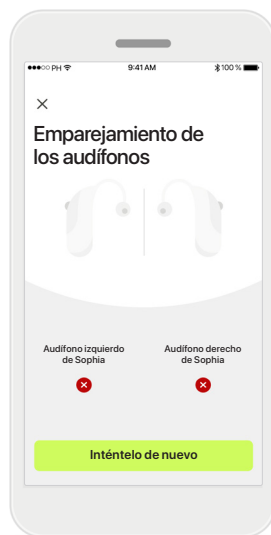 ●●●○○ PH 9:41 AM 100 %
Emparejamiento de
los audífonos
Audífono izquierdo
de Sophia
Audífono derecho
de Sophia
Inténtelo de nuevo